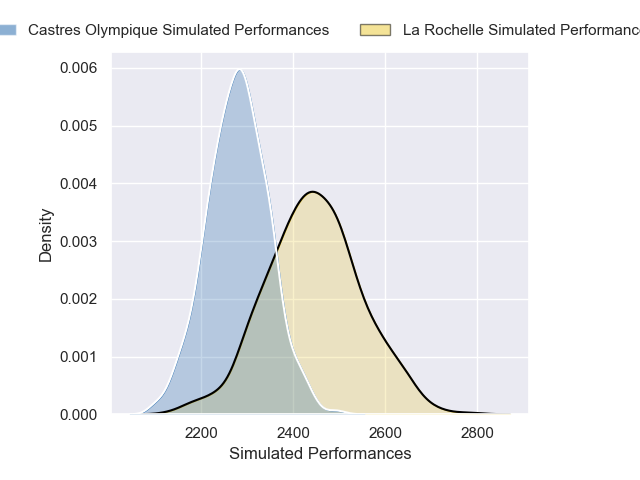 Castres Olympique Simulated Performances
La Rochelle Simulated Performanc
0.006
0.005
0.004
0.003
0.002
0.001
0.000
Density
2200
2400
2600
2800
Simulated Performances